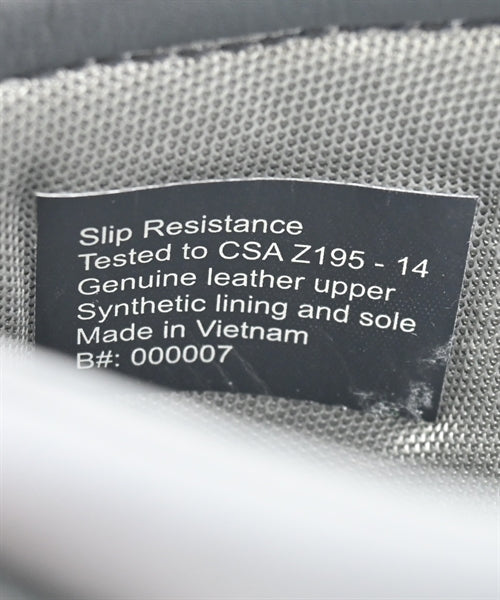 Slip Resistance
Tested to CSA Z195 - 14
Genuine leather upper
Synthetic lining and sole
Made in Vietnam
B#: 000007